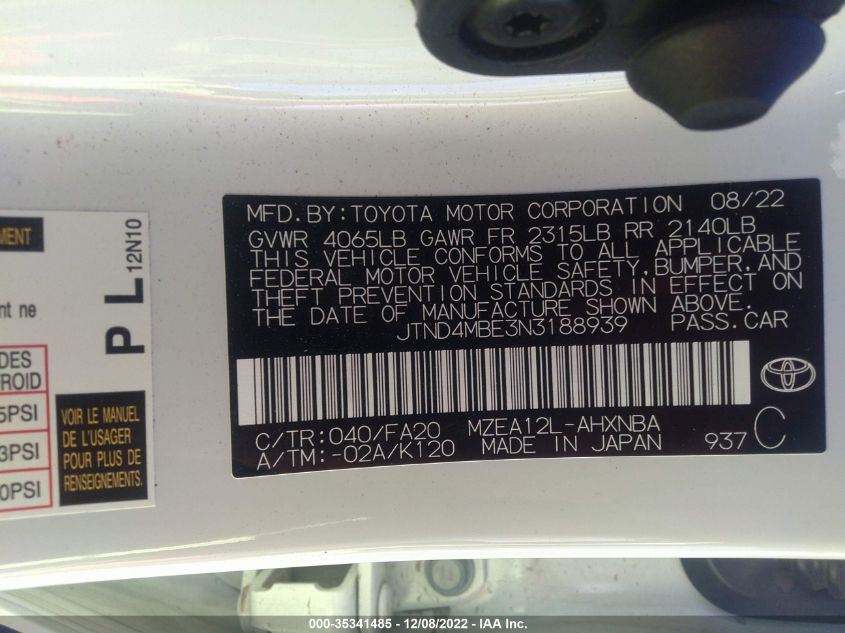 MFD.BY:TOYOTA MOTOR CORPORATION 08/22
GVWR 4065LB GAWR FR 2315LB RR 2140LB
THIS VEHICLE CONFORMS TO ALL APPLICABLE
FEDERAL MOTOR VEHICLE SAFETY,BUMPER,AND
THEFT PREVENTION STANDARDS IN EFFECT ON
THE DATE OF MANUFACTURE SHOWN ABOVE.
JTND4MBE3N3188939 PASS.CAR
C/TR:040/FA20 MZEA12L-AHXNBA
A/TM:-02A/K120 MADE IN JAPAN 937 C
P L 12N10
MENT
nt ne
DES
ROID
5PSI
3PSI
0PSI
VOIR LE MANUEL
DE L'USAGER
POUR PLUS DE
RENSEIGNEMENTS.
000-35341485 - 12/08/2022 - IAA Inc.